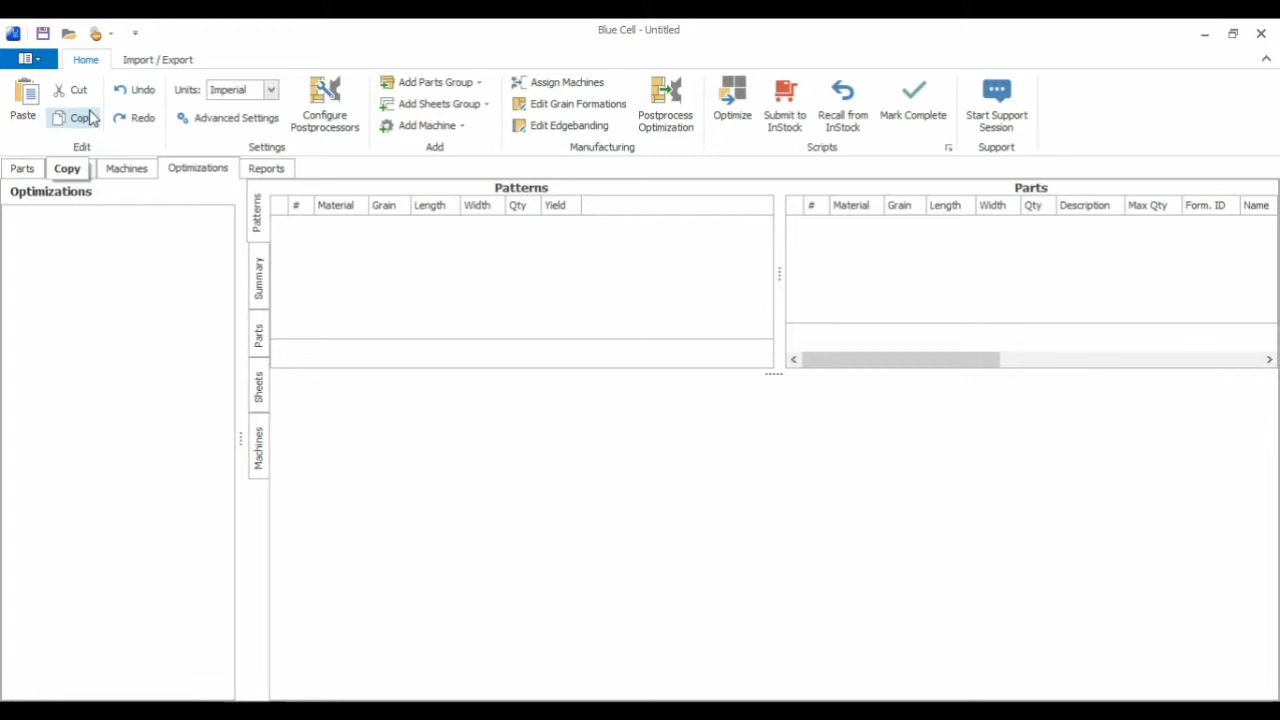 Blue Cell - Untitled
Home
Import / Export
Paste
Cut
Copy
Undo
Redo
Edit
Units: Imperial
Advanced Settings
Configure
Postprocessors
Settings
Add Parts Group
Add Sheets Group
Add Machine
Add
Assign Machines
Edit Grain Formations
Edit Edgebanding
Postprocess
Optimization
Manufacturing
Optimize
Submit to
InStock
Recall from
InStock
Mark Complete
Scripts
Start Support
Session
Support
Parts
Copy
Machines
Optimizations
Reports
Optimizations
Patterns
Summary
Parts
Sheets
Machines
Patterns
# Material Grain Length Width Qty Yield
Parts
# Material Grain Length Width Qty Description Max Qty Form. ID Name